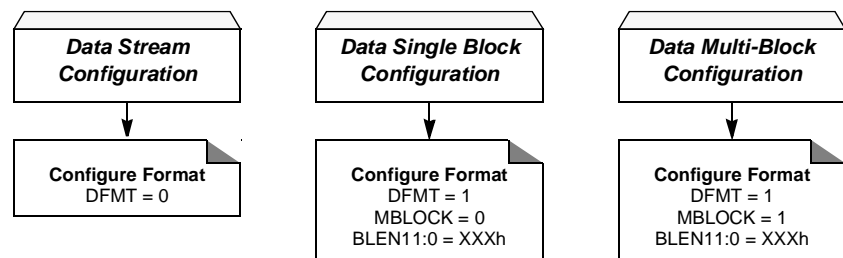 Data Stream
Configuration
Configure Format
DFMT = 0
Data Single Block
Configuration
Configure Format
DFMT = 1
MBLOCK = 0
BLEN11:0 = XXXh
Data Multi-Block
Configuration
Configure Format
DFMT = 1
MBLOCK = 1
BLEN11:0 = XXXh